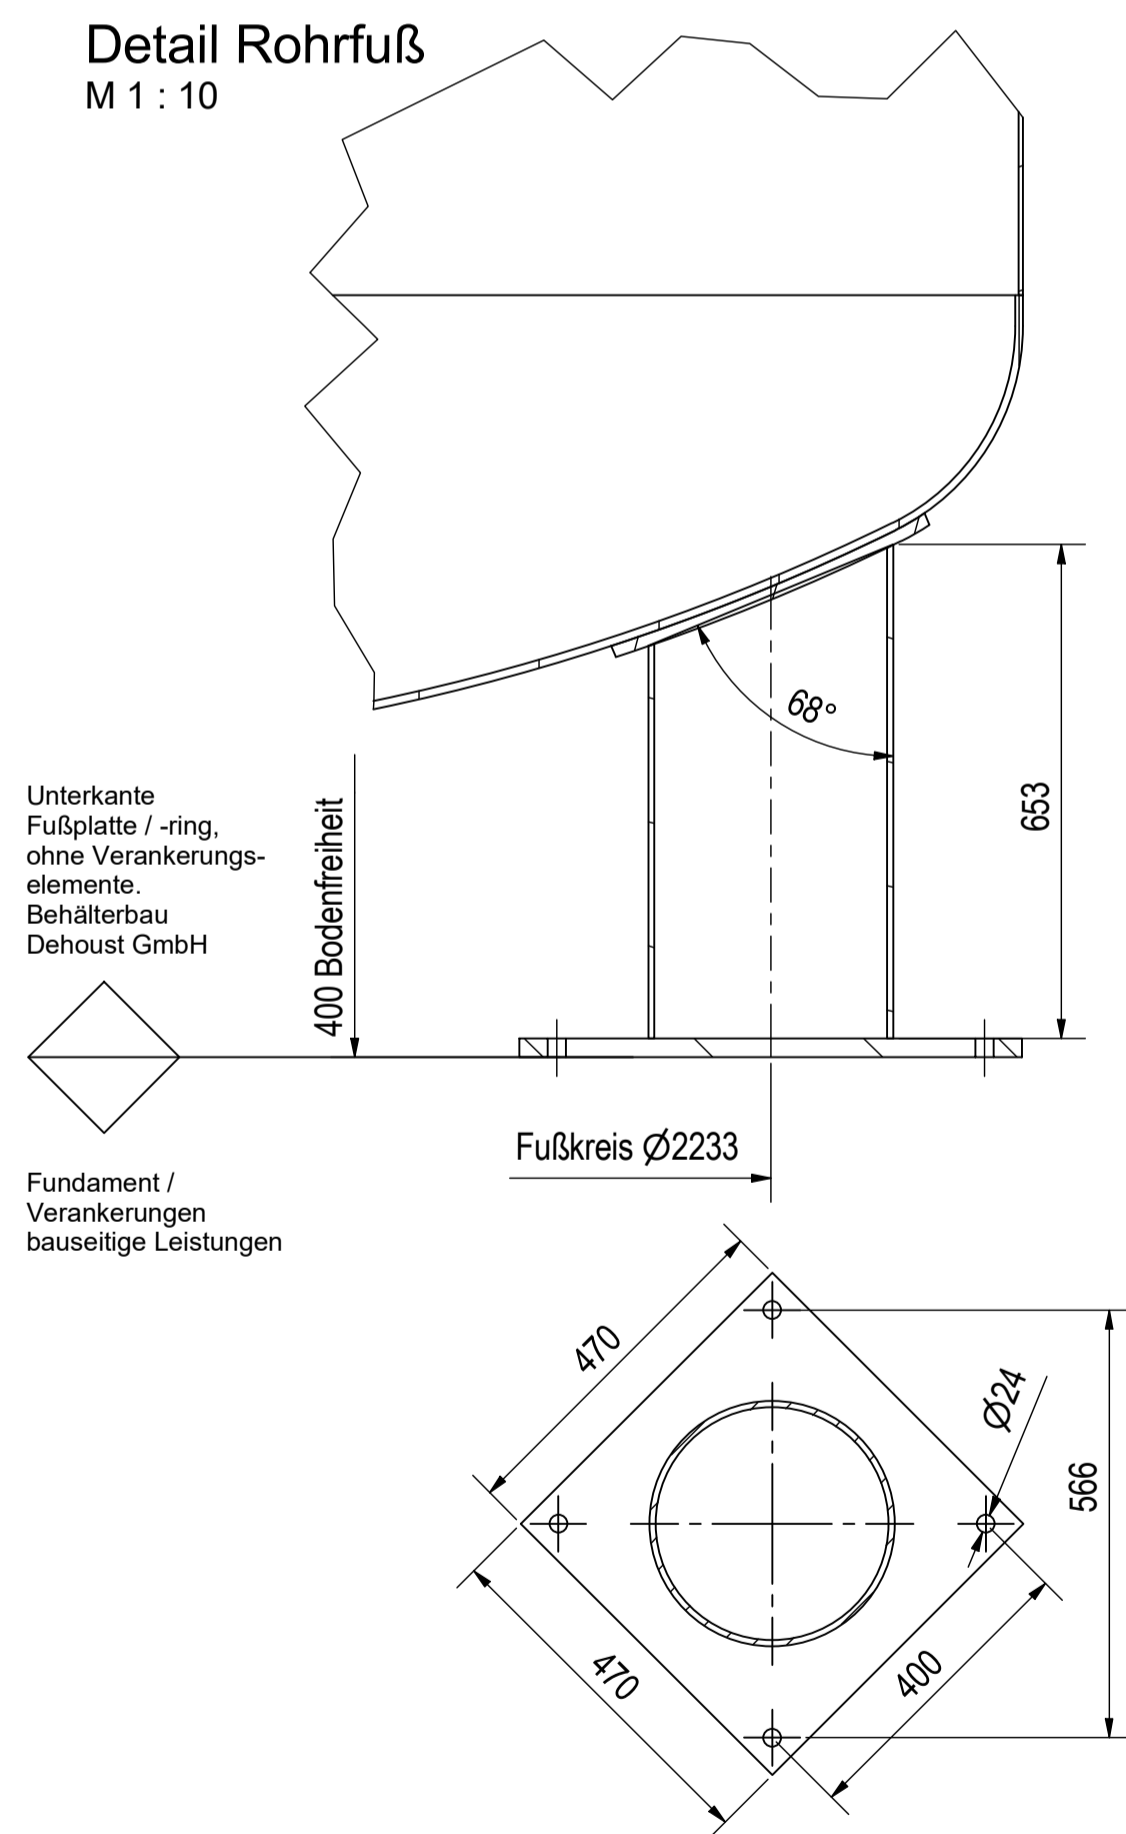 Detail Rohrfuß
M 1 : 10
68°
653
Unterkante
Fußplatte / -ring,
ohne Verankerungs-
elemente.
Behälterbau
Dehoust GmbH
400 Bodenfreiheit
Fußkreis Ø2233
Fundament /
Verankerungen
bauseitige Leistungen
470
Ø24
566
470
400